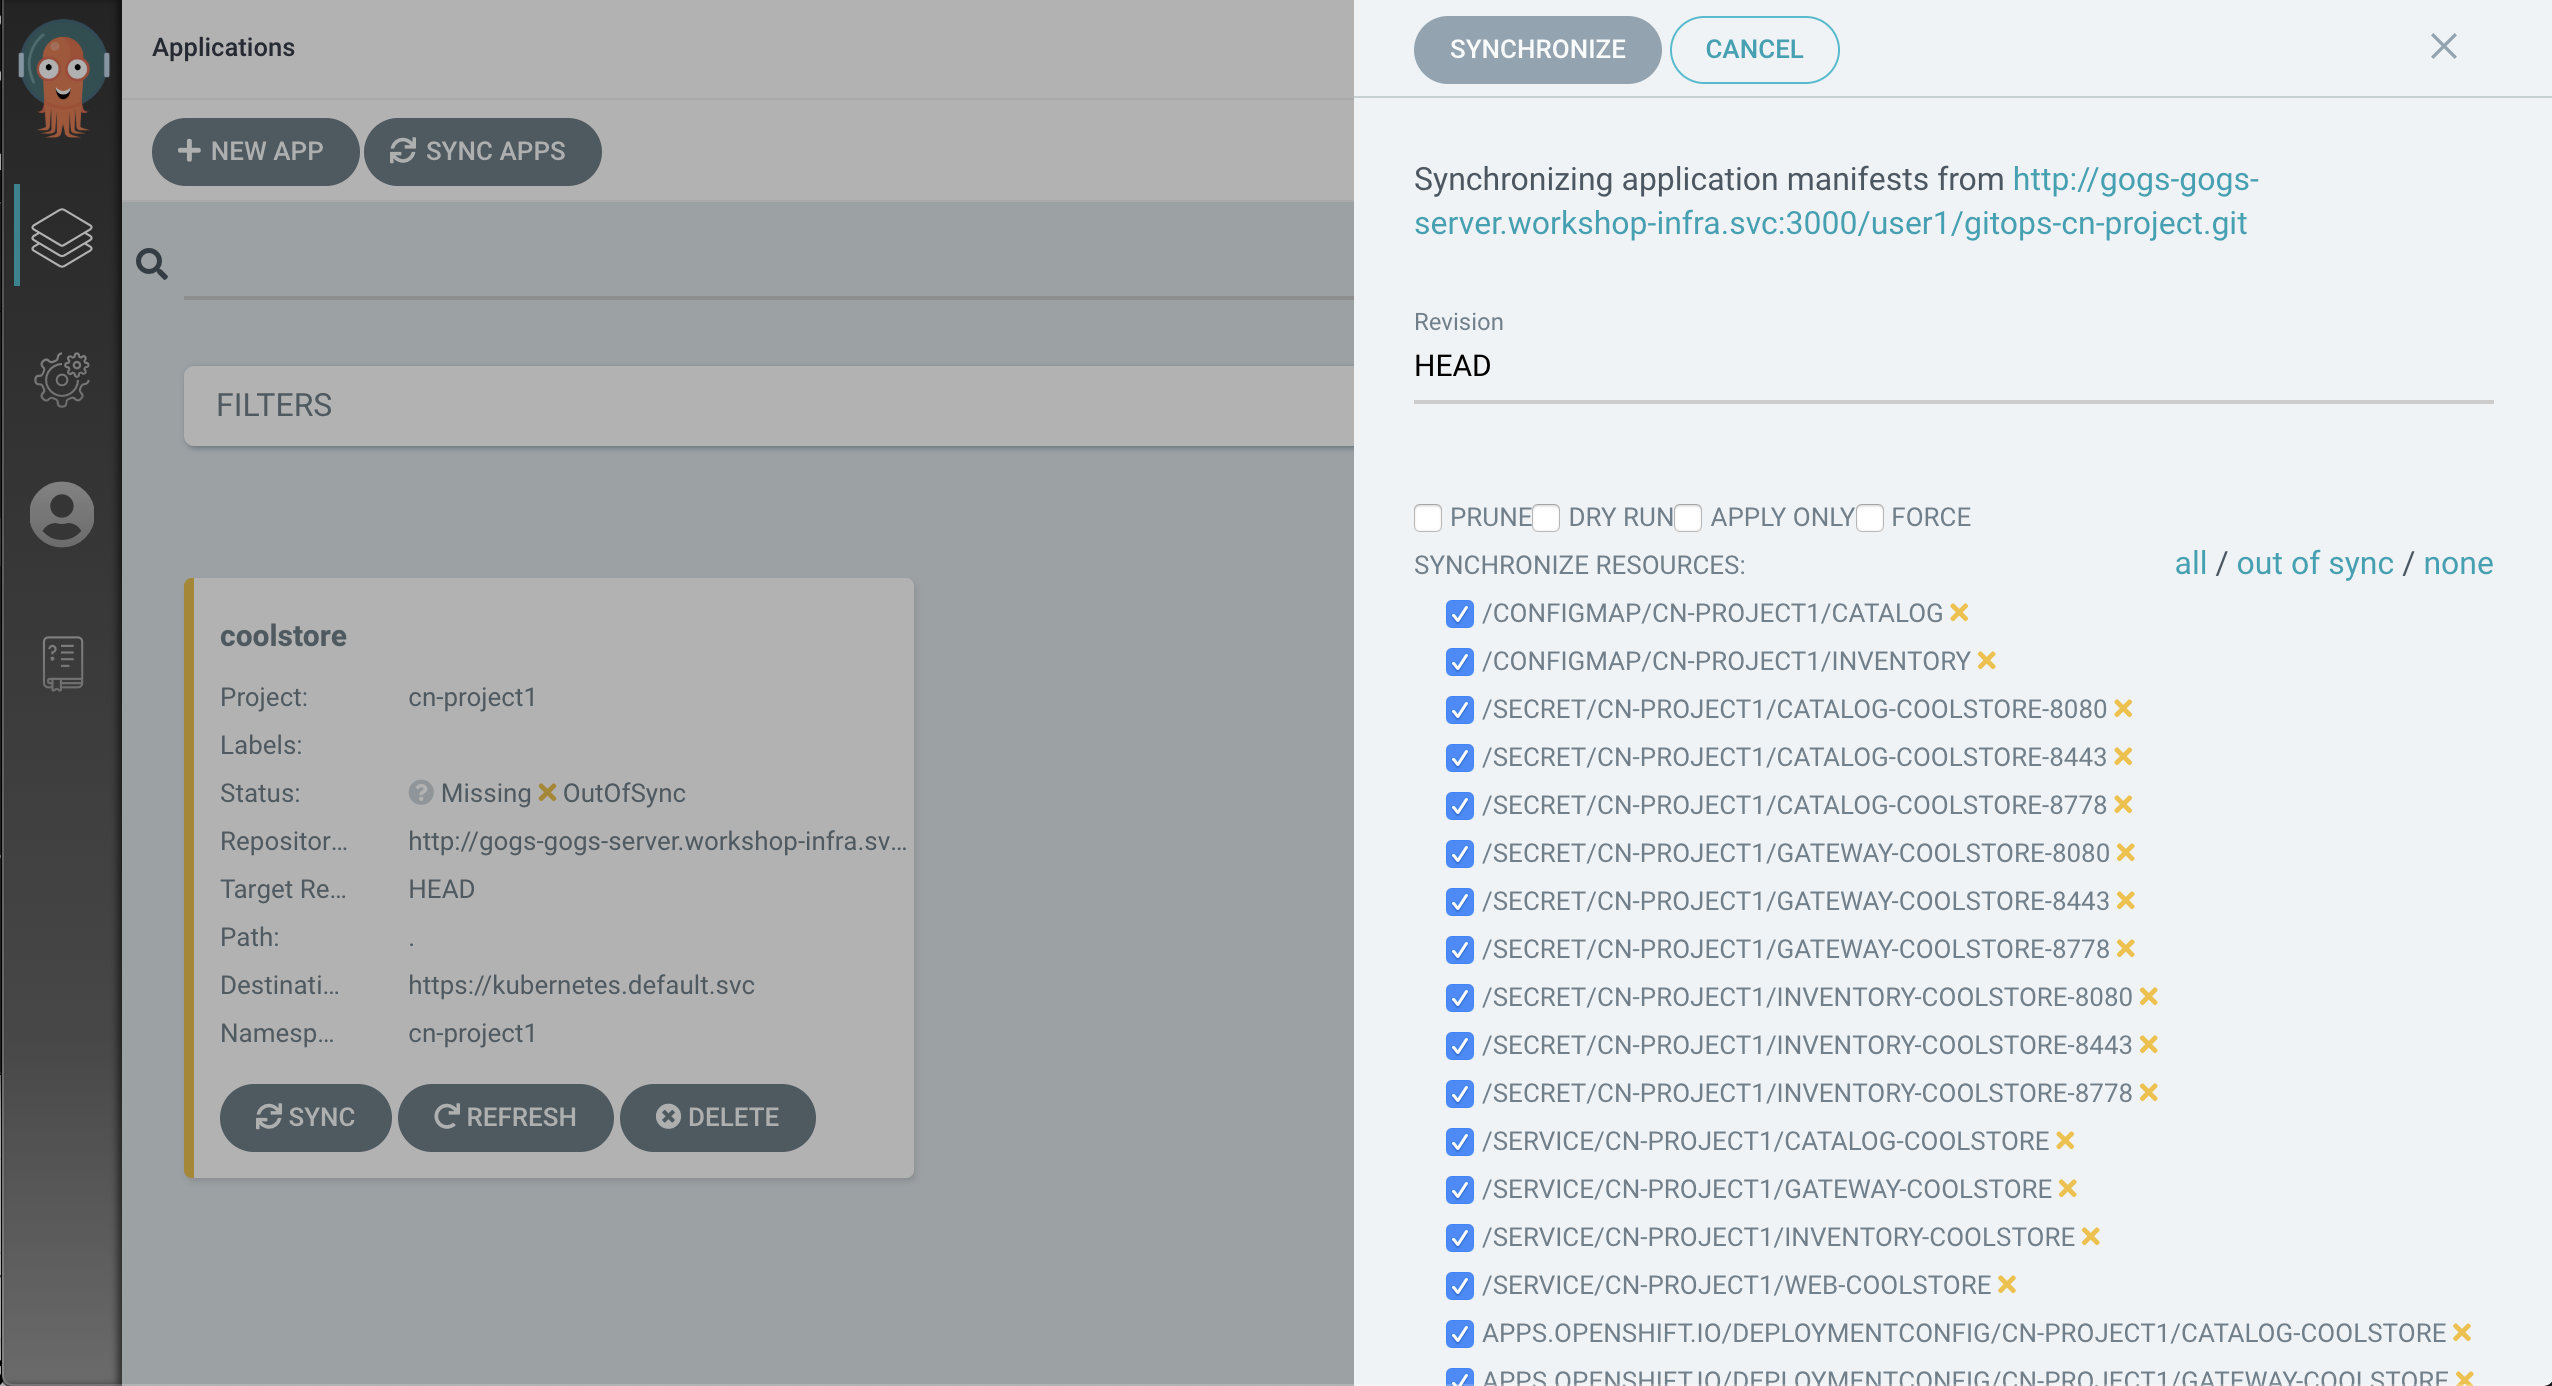 Applications
NEW APP
SYNC APPS
FILTERS
coolstore
Project: cn-project1
Labels:
Status: Missing OutOfSync
Repositor... http://gogs-gogs-server.workshop-infra.sv...
Target Re... HEAD
Path: .
Destinati... https://kubernetes.default.svc
Namesp... cn-project1
SYNC
REFRESH
DELETE
SYNCHRONIZE
CANCEL
Synchronizing application manifests from http://gogs-gogs-
server.workshop-infra.svc:3000/user1/gitops-cn-project.git
Revision
HEAD
PRUNE DRY RUN APPLY ONLY FORCE
SYNCHRONIZE RESOURCES: all / out of sync / none
/CONFIGMAP/CN-PROJECT1/CATALOG
/CONFIGMAP/CN-PROJECT1/INVENTORY
/SECRET/CN-PROJECT1/CATALOG-COOLSTORE-8080
/SECRET/CN-PROJECT1/CATALOG-COOLSTORE-8443
/SECRET/CN-PROJECT1/CATALOG-COOLSTORE-8778
/SECRET/CN-PROJECT1/GATEWAY-COOLSTORE-8080
/SECRET/CN-PROJECT1/GATEWAY-COOLSTORE-8443
/SECRET/CN-PROJECT1/GATEWAY-COOLSTORE-8778
/SECRET/CN-PROJECT1/INVENTORY-COOLSTORE-8080
/SECRET/CN-PROJECT1/INVENTORY-COOLSTORE-8443
/SECRET/CN-PROJECT1/INVENTORY-COOLSTORE-8778
/SERVICE/CN-PROJECT1/CATALOG-COOLSTORE
/SERVICE/CN-PROJECT1/GATEWAY-COOLSTORE
/SERVICE/CN-PROJECT1/INVENTORY-COOLSTORE
/SERVICE/CN-PROJECT1/WEB-COOLSTORE
APPS.OPENSHIFT.IO/DEPLOYMENTCONFIG/CN-PROJECT1/CATALOG-COOLSTORE
APPS.OPENSHIFT.IO/DEPLOYMENTCONFIG/CN-PROJECT1/GATEWAY-COOLSTORE